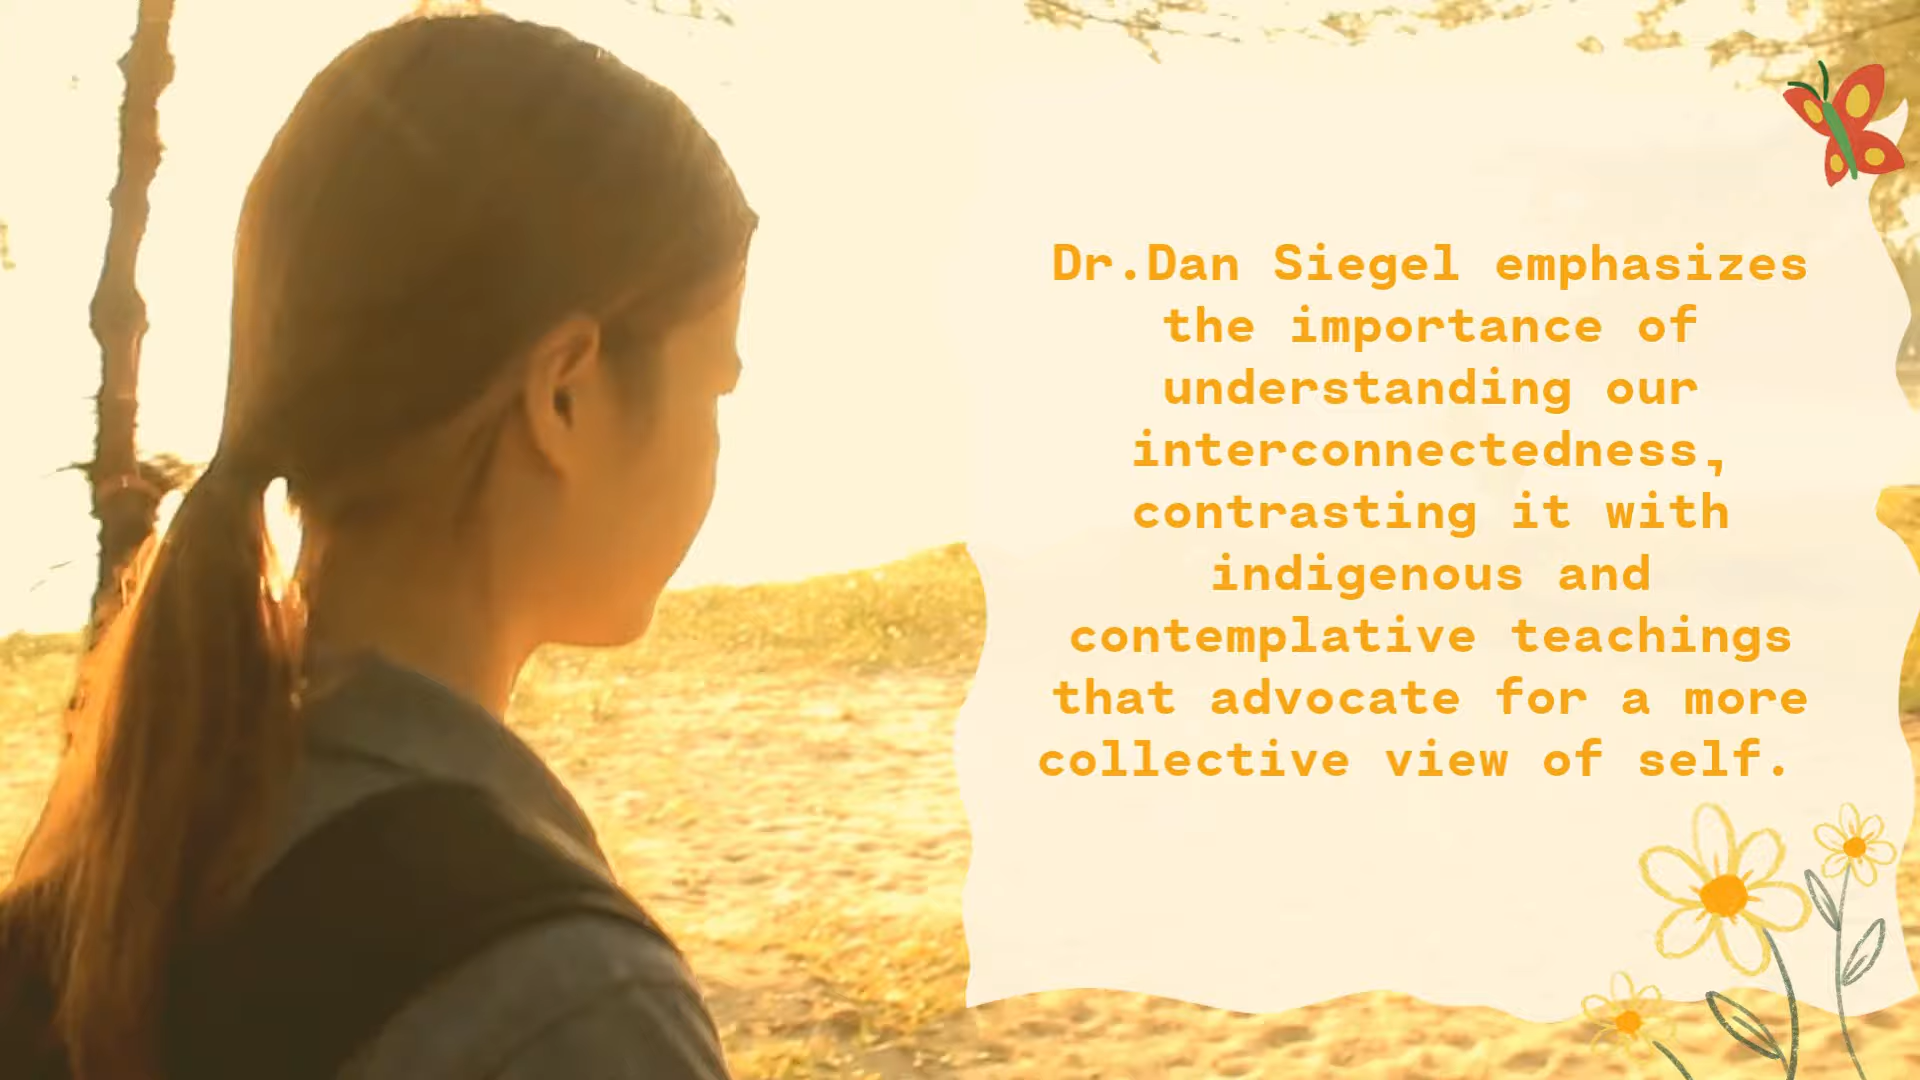 Dr.Dan Siegel emphasizes
the importance of
understanding our
interconnectedness,
contrasting it with
indigenous and
contemplative teachings
that advocate for a more
collective view of self.